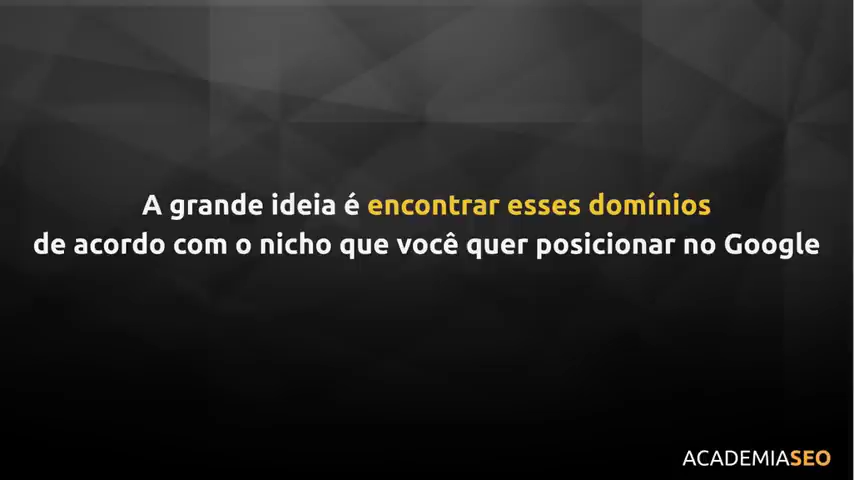 A grande ideia é encontrar esses domínios
de acordo com o nicho que você quer posicionar no Google
ACADEMIASEO